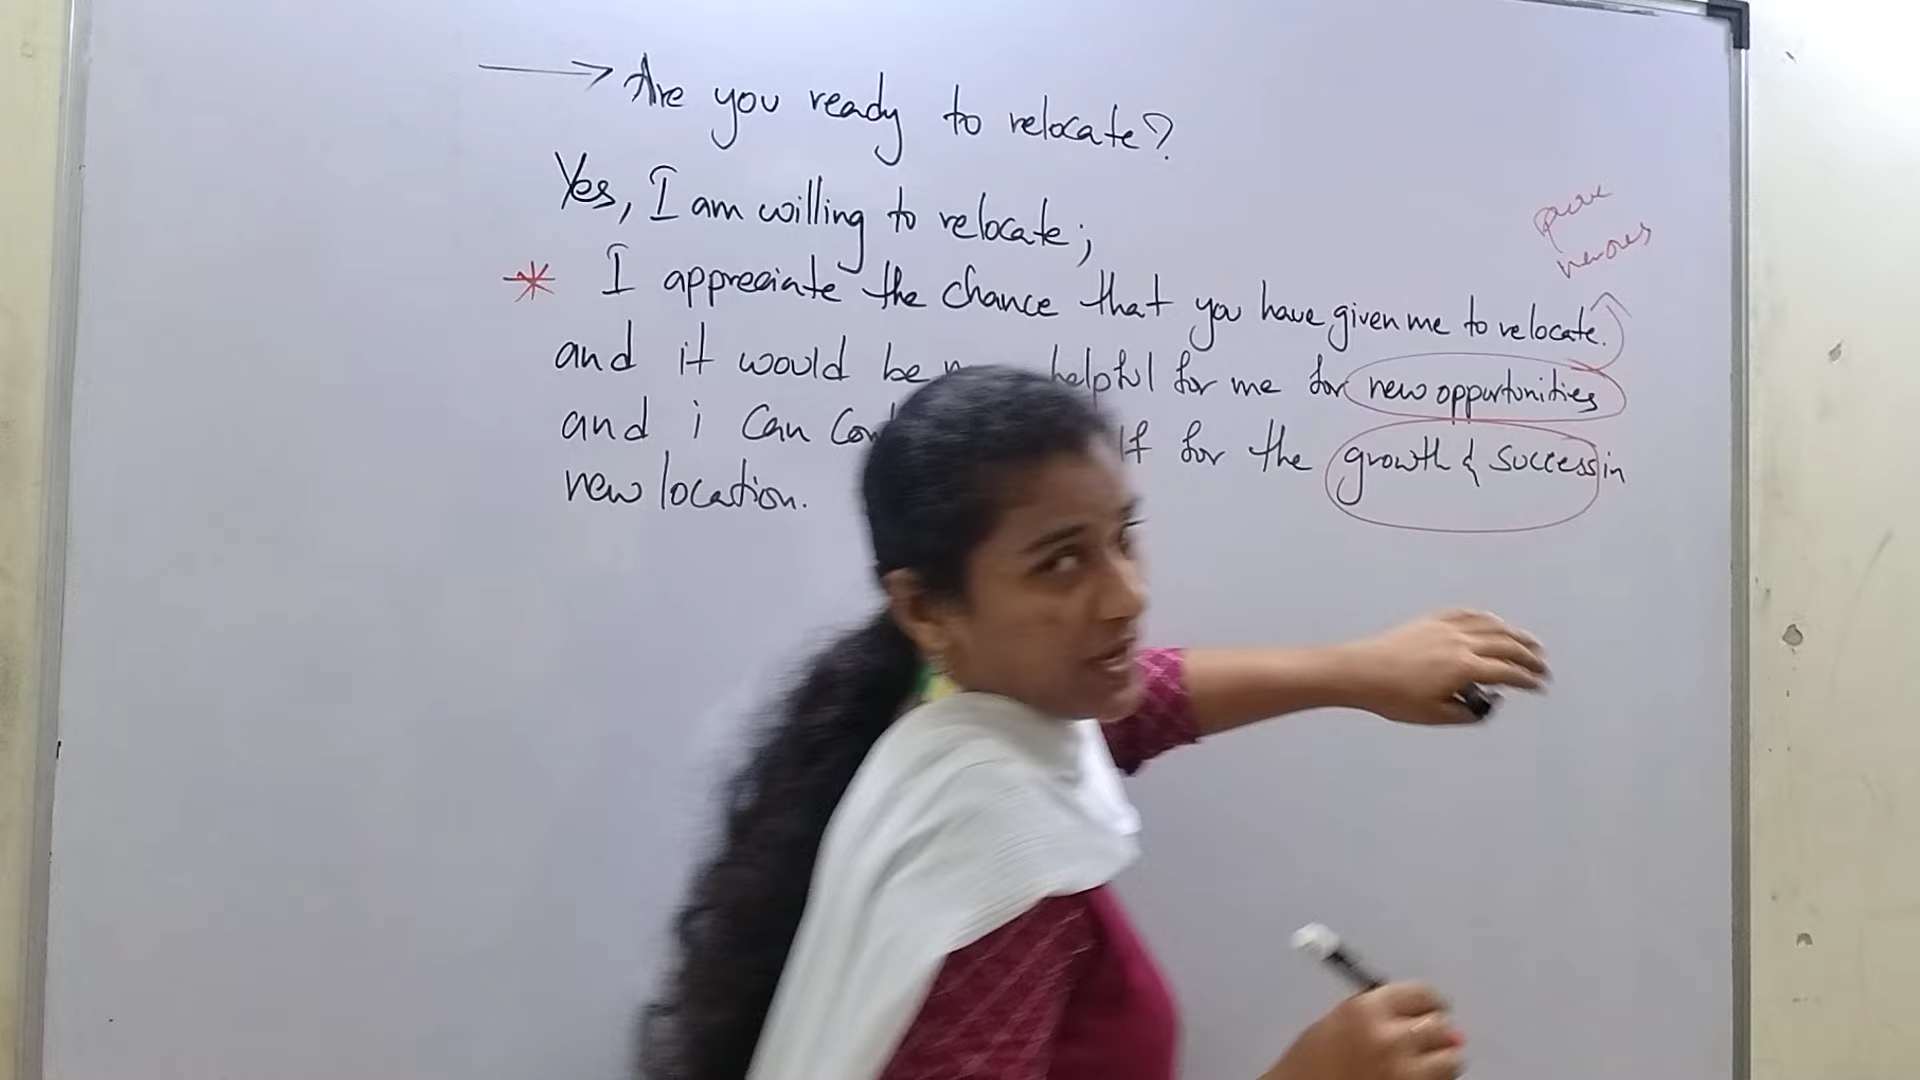 Are you ready to relocate?
Yes, I am willing to relocate;
I appreciate the chance that you have given me to relocate.
and it would be helpful for me for new opportunities
and i can for the growth & success in
new location.